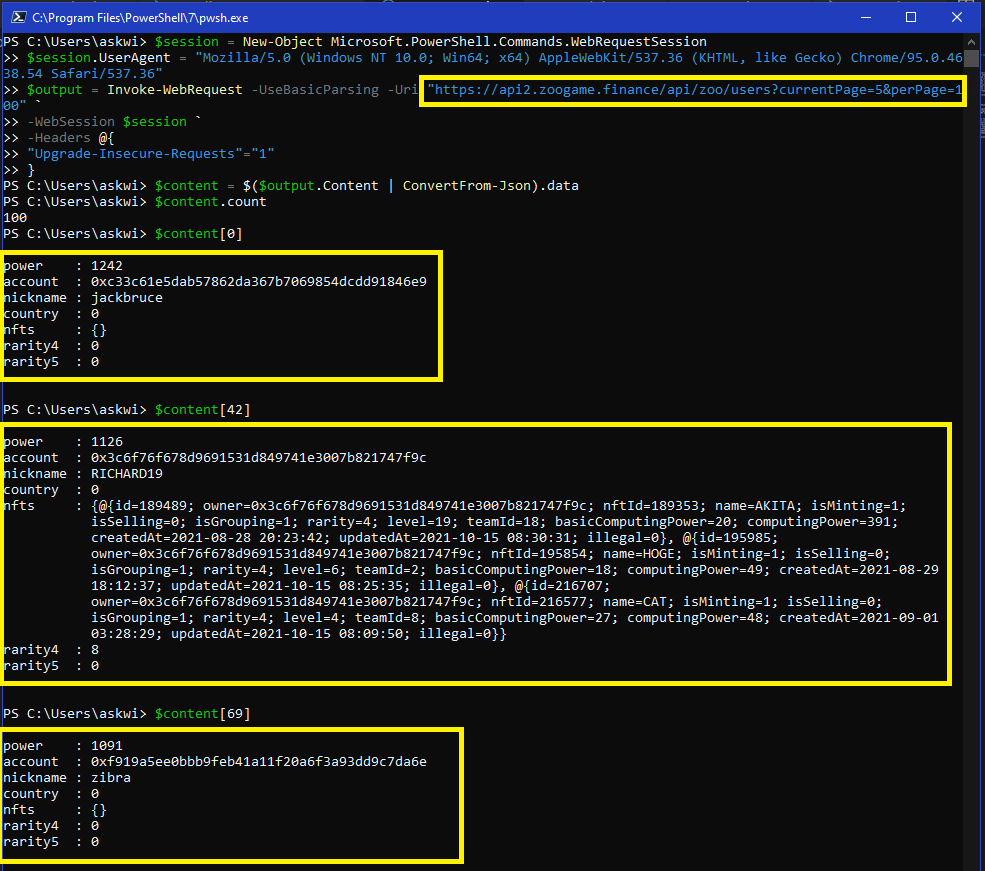 C:\Program Files\PowerShell\7\pwsh.exe
PS C:\Users\askwi> $session = New-Object Microsoft.PowerShell.Commands.WebRequestSession
>> $session.UserAgent = "Mozilla/5.0 (Windows NT 10.0; Win64; x64) AppleWebKit/537.36 (KHTML, like Gecko) Chrome/95.0.46
38.54 Safari/537.36"
>> $output = Invoke-WebRequest -UseBasicParsing -Uri "https://api2.zoogame.finance/api/zoo/users?currentPage=5&perPage=1
00" `
>> -WebSession $session `
>> -Headers @{
>> "Upgrade-Insecure-Requests"="1"
>> }
PS C:\Users\askwi> $content = $($output.Content | ConvertFrom-Json).data
PS C:\Users\askwi> $content.count
100
PS C:\Users\askwi> $content[0]
power    : 1242
account  : 0xc33c61e5dab57862da367b7069854dcdd91846e9
nickname : jackbruce
country  : 0
nfts     : {}
rarity4  : 0
rarity5  : 0
PS C:\Users\askwi> $content[42]
power    : 1126
account  : 0x3c6f76f678d9691531d849741e3007b821747f9c
nickname : RICHARD19
country  : 0
nfts     : {@{id=189489; owner=0x3c6f76f678d9691531d849741e3007b821747f9c; nftId=189353; name=AKITA; isMinting=1;
isSelling=0; isGrouping=1; rarity=4; level=19; teamId=18; basicComputingPower=20; computingPower=391;
createdAt=2021-08-28 20:23:42; updatedAt=2021-10-15 08:30:31; illegal=0}, @{id=195985;
owner=0x3c6f76f678d9691531d849741e3007b821747f9c; nftId=195854; name=HOGE; isMinting=1; isSelling=0;
isGrouping=1; rarity=4; level=6; teamId=2; basicComputingPower=18; computingPower=49; createdAt=2021-08-29
18:12:37; updatedAt=2021-10-15 08:25:35; illegal=0}, @{id=216707;
owner=0x3c6f76f678d9691531d849741e3007b821747f9c; nftId=216577; name=CAT; isMinting=1; isSelling=0;
isGrouping=1; rarity=4; level=4; teamId=8; basicComputingPower=27; computingPower=48; createdAt=2021-09-01
03:28:29; updatedAt=2021-10-15 08:09:50; illegal=0}}
rarity4  : 8
rarity5  : 0
PS C:\Users\askwi> $content[69]
power    : 1091
account  : 0xf919a5ee0bbb9feb41a11f20a6f3a93dd9c7da6e
nickname : zibra
country  : 0
nfts     : {}
rarity4  : 0
rarity5  : 0